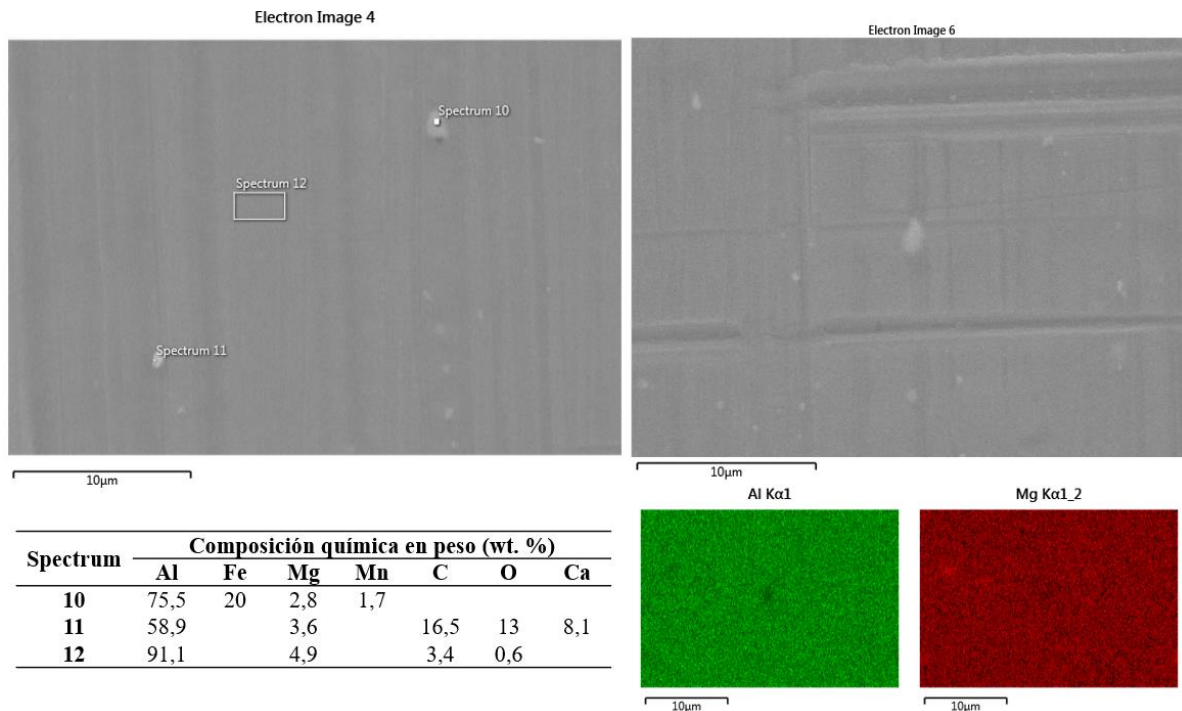 Electron Image 4
Spectrum 10
Spectrum 12
Spectrum 11
10µm
Electron Image 6
10µm
Al Kα1
10µm
Mg Kα1_2
10µm
Spectrum Composición química en peso (wt. %)
Al Fe Mg Mn C O Ca
10 75,5 20 2,8 1,7
11 58,9 3,6 16,5 13 8,1
12 91,1 4,9 3,4 0,6